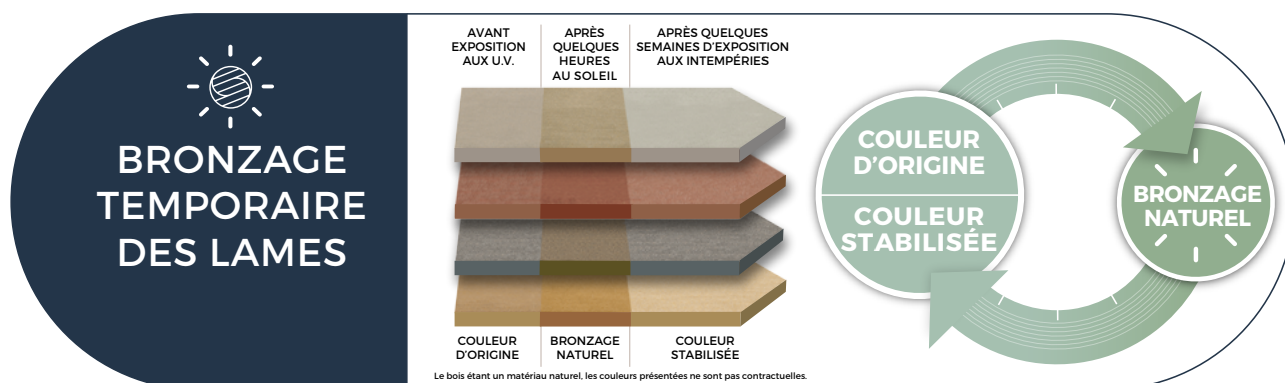 BRONZAGE
TEMPORAIRE
DES LAMES
AVANT
EXPOSITION
AUX U.V.
APRÈS
QUELQUES
HEURES
AU SOLEIL
APRÈS QUELQUES
SEMAINES D'EXPOSITION
AUX INTEMPÉRIES
COULEUR
D'ORIGINE
BRONZAGE
NATUREL
COULEUR
STABILISÉE
Le bois étant un matériau naturel, les couleurs présentées ne sont pas contractuelles.
COULEUR
D'ORIGINE
COULEUR
STABILISÉE
BRONZAGE
NATUREL